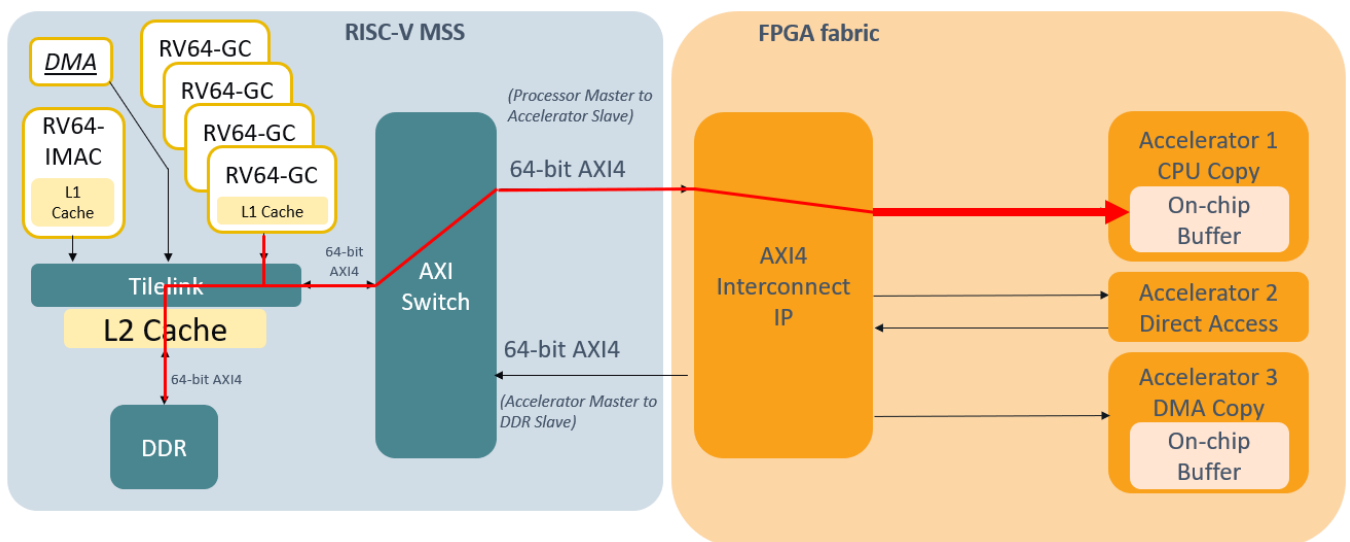 RISC-V MSS
FPGA fabric
DMA
RV64-GC
RV64-GC
RV64-GC
RV64-GC
L1 Cache
RV64-
IMAC
L1
Cache
(Processor Master to
Accelerator Slave)
64-bit AXI4
64-bit
AXI4
Tilelink
L2 Cache
64-bit AXI4
DDR
AXI
Switch
64-bit AXI4
(Accelerator Master to
DDR Slave)
AXI4
Interconnect
IP
Accelerator 1
CPU Copy
On-chip
Buffer
Accelerator 2
Direct Access
Accelerator 3
DMA Copy
On-chip
Buffer